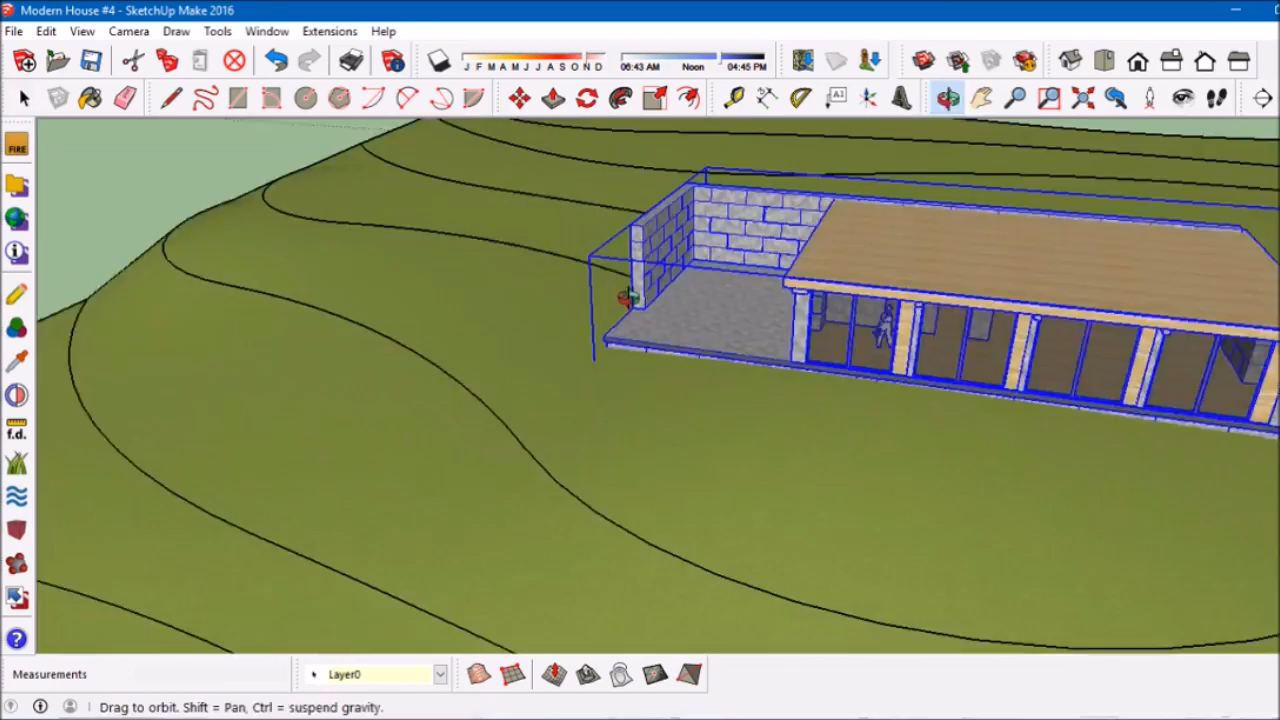 Modern House #4 - SketchUp Make 2016
File Edit View Camera Draw Tools Window Extensions Help
J F M A M J J A S O N D 06:43 AM Noon 04:45 PM
A1
FIRE
f.d.
Measurements Layer0
Drag to orbit. Shift = Pan, Ctrl = suspend gravity.